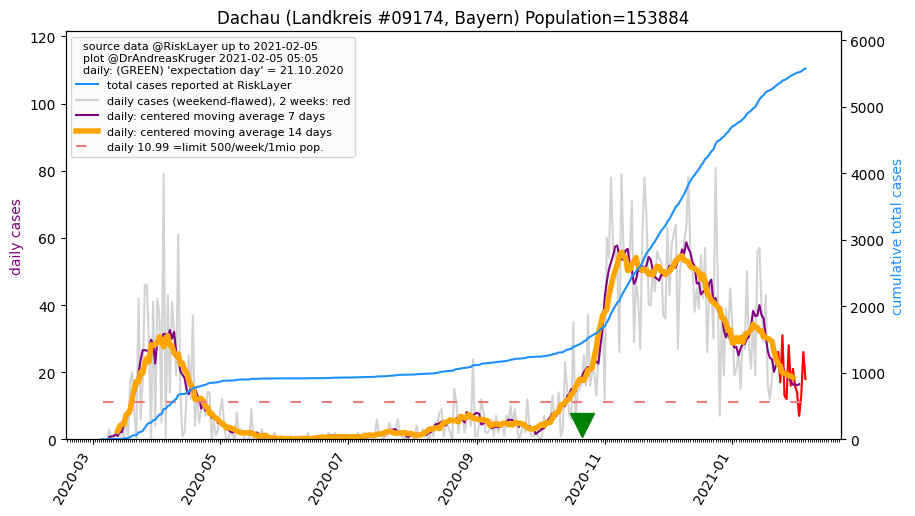 Dachau (Landkreis #09174, Bayern) Population=153884
source data @RiskLayer up to 2021-02-05
plot @DrAndreasKruger 2021-02-05 05:05
daily: (GREEN) 'expectation day' = 21.10.2020
total cases reported at RiskLayer
daily cases (weekend-flawed), 2 weeks: red
daily: centered moving average 7 days
daily: centered moving average 14 days
daily 10.99 =limit 500/week/1mio pop.
daily cases
120
100
80
60
40
20
0
cumulative total cases
6000
5000
4000
3000
2000
1000
0
2020-03
2020-05
2020-07
2020-09
2020-11
2021-01